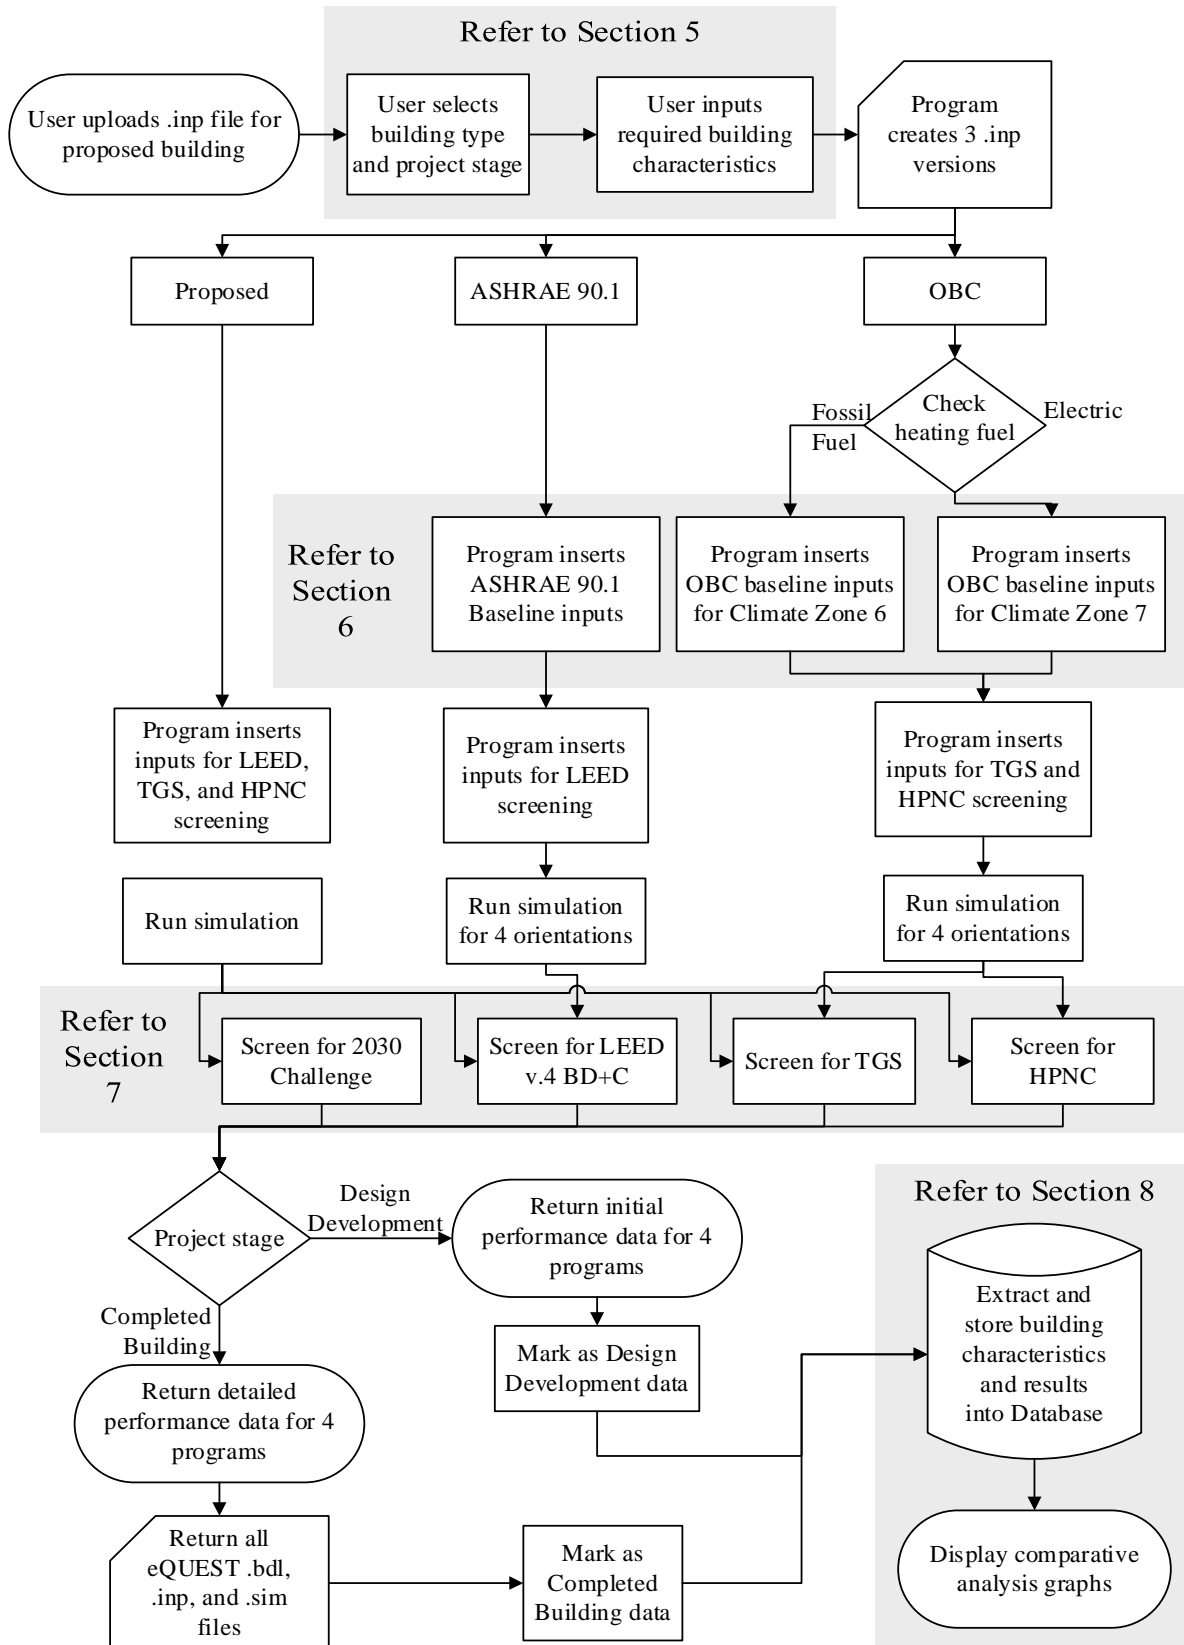 Refer to Section 5
User uploads .inp file for
proposed building
User selects
building type
and project stage
User inputs
required building
characteristics
Program
creates 3 .inp
versions
Proposed
ASHRAE 90.1
OBC
Check
heating fuel
Fossil
Fuel
Electric
Refer to
Section
6
Program inserts
ASHRAE 90.1
Baseline inputs
Program inserts
OBC baseline inputs
for Climate Zone 6
Program inserts
OBC baseline inputs
for Climate Zone 7
Program inserts
inputs for LEED,
TGS, and HPNC
screening
Program inserts
inputs for LEED
screening
Program inserts
inputs for TGS and
HPNC screening
Run simulation
Run simulation
for 4 orientations
Run simulation
for 4 orientations
Refer to
Section
7
Screen for 2030
Challenge
Screen for LEED
v.4 BD+C
Screen for TGS
Screen for
HPNC
Project stage
Design
Development
Return initial
performance data for 4
programs
Mark as Design
Development data
Completed
Building
Return detailed
performance data for 4
programs
Return all
eQUEST .bdl,
.inp, and .sim
files
Mark as
Completed
Building data
Refer to Section 8
Extract and
store building
characteristics
and results
into Database
Display comparative
analysis graphs